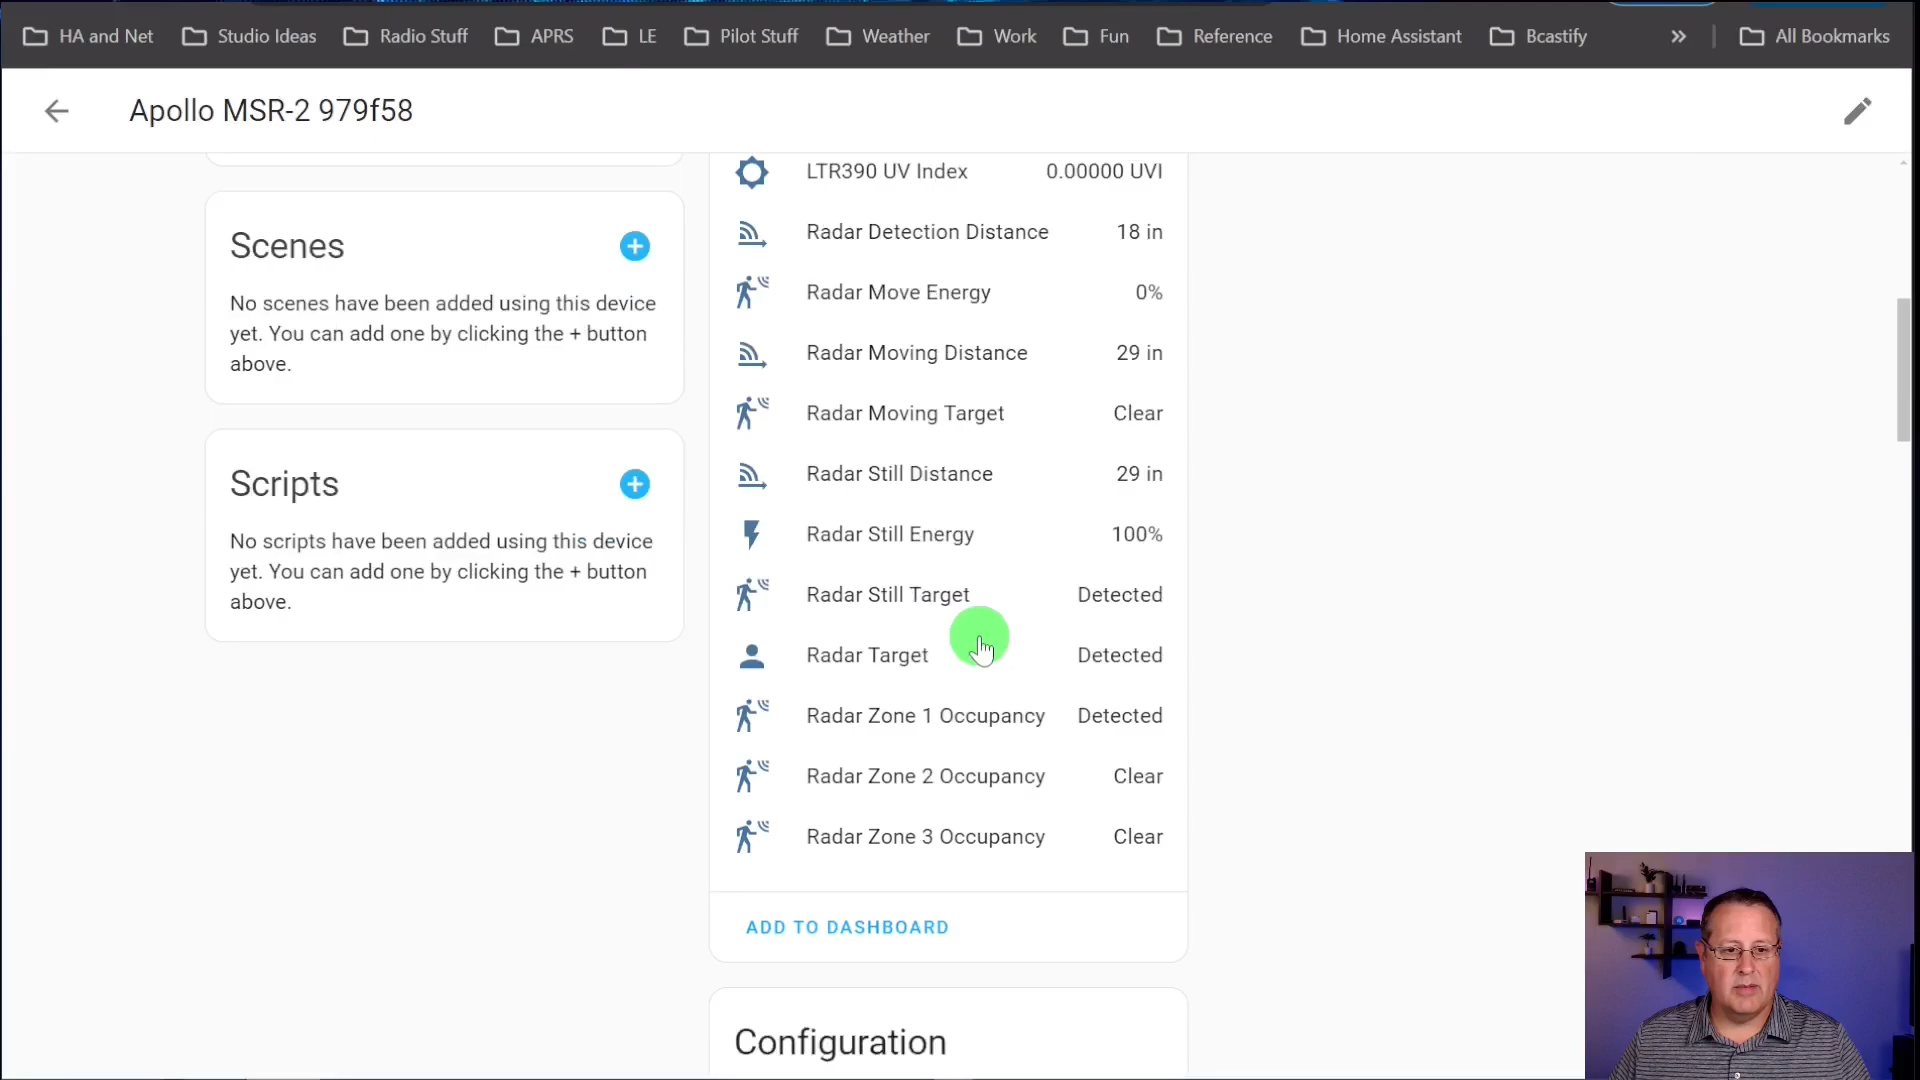 HA and Net
Studio Ideas
Radio Stuff
APRS
LE
Pilot Stuff
Weather
Work
Fun
Reference
Home Assistant
Bcastify
»
All Bookmarks
Apollo MSR-2 979f58
Scenes
No scenes have been added using this device
yet. You can add one by clicking the + button
above.
Scripts
No scripts have been added using this device
yet. You can add one by clicking the + button
above.
LTR390 UV Index 0.00000 UVI
Radar Detection Distance 18 in
Radar Move Energy 0%
Radar Moving Distance 29 in
Radar Moving Target Clear
Radar Still Distance 29 in
Radar Still Energy 100%
Radar Still Target Detected
Radar Target Detected
Radar Zone 1 Occupancy Detected
Radar Zone 2 Occupancy Clear
Radar Zone 3 Occupancy Clear
ADD TO DASHBOARD
Configuration